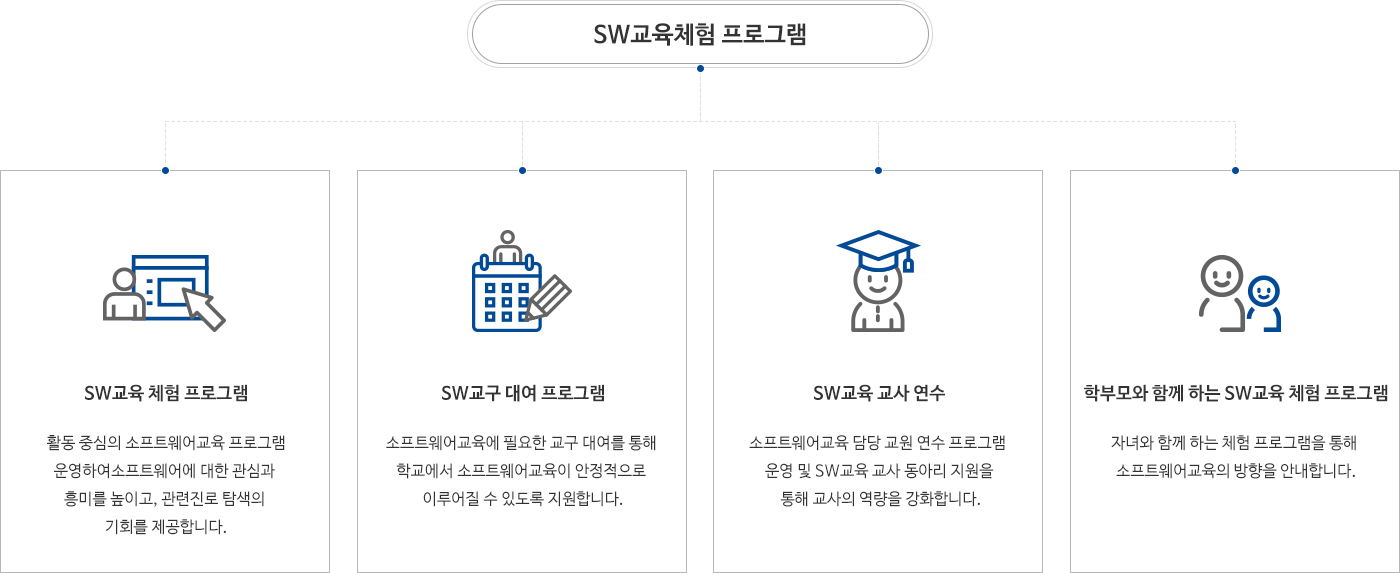 SW교육체험 프로그램
SW교육 체험 프로그램
활동 중심의 소프트웨어교육 프로그램
운영하여소프트웨어에 대한 관심과
흥미를 높이고, 관련진로 탐색의
기회를 제공합니다.
SW교구 대여 프로그램
소프트웨어교육에 필요한 교구 대여를 통해
학교에서 소프트웨어교육이 안정적으로
이루어질 수 있도록 지원합니다.
SW교육 교사 연수
소프트웨어교육 담당 교원 연수 프로그램
운영 및 SW교육 교사 동아리 지원을
통해 교사의 역량을 강화합니다.
학부모와 함께 하는 SW교육 체험 프로그램
자녀와 함께 하는 체험 프로그램을 통해
소프트웨어교육의 방향을 안내합니다.